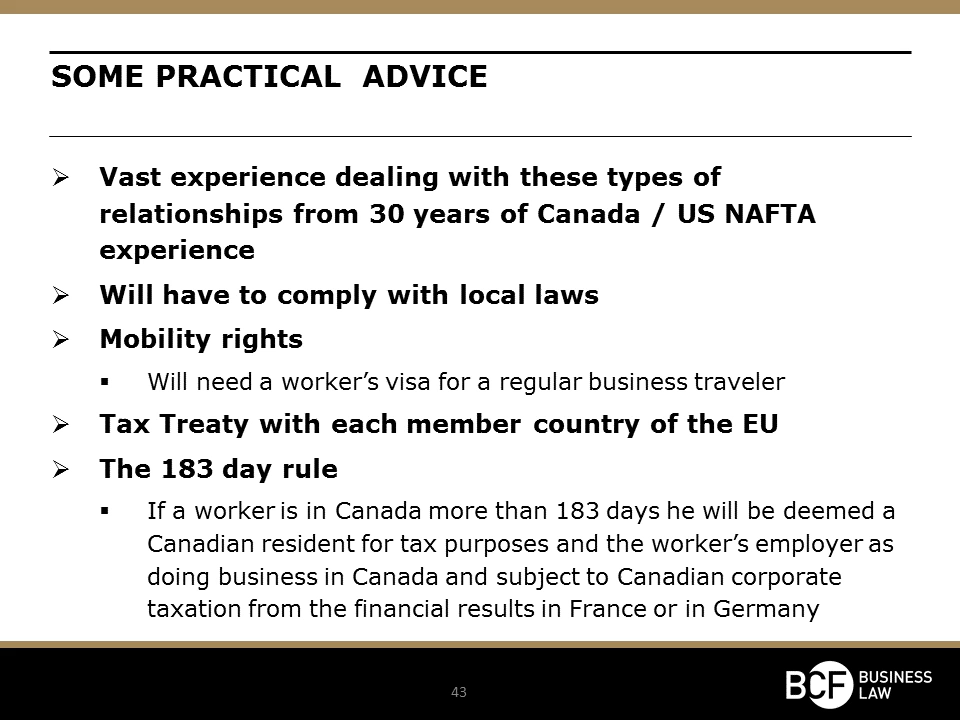 SOME PRACTICAL ADVICE
Vast experience dealing with these types of
relationships from 30 years of Canada / US NAFTA
experience
Will have to comply with local laws
Mobility rights
Will need a worker’s visa for a regular business traveler
Tax Treaty with each member country of the EU
The 183 day rule
If a worker is in Canada more than 183 days he will be deemed a
Canadian resident for tax purposes and the worker’s employer as
doing business in Canada and subject to Canadian corporate
taxation from the financial results in France or in Germany
43
BCF BUSINESS
LAW